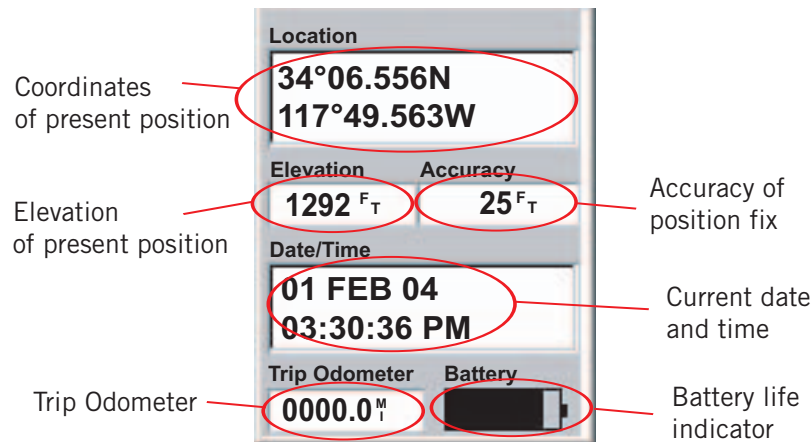 Location
34°06.556N
117°49.563W
Coordinates
of present position
Elevation Accuracy
1292 FT 25 FT
Elevation
of present position
Accuracy of
position fix
Date/Time
01 FEB 04
03:30:36 PM
Current date
and time
Trip Odometer Battery
0000.0 MI
Trip Odometer
Battery life
indicator